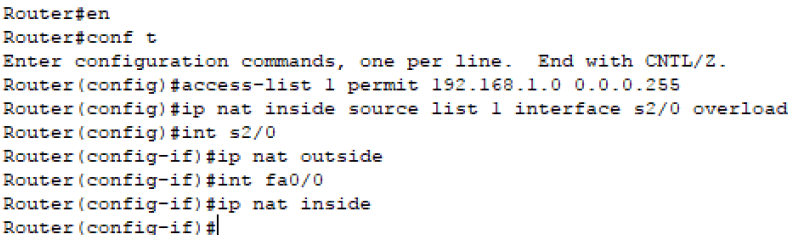 Router#en
Router#conf t
Enter configuration commands, one per line.  End with CNTL/Z.
Router(config)#access-list 1 permit 192.168.1.0 0.0.0.255
Router(config)#ip nat inside source list 1 interface s2/0 overload
Router(config)#int s2/0
Router(config-if)#ip nat outside
Router(config-if)#int fa0/0
Router(config-if)#ip nat inside
Router(config-if)#